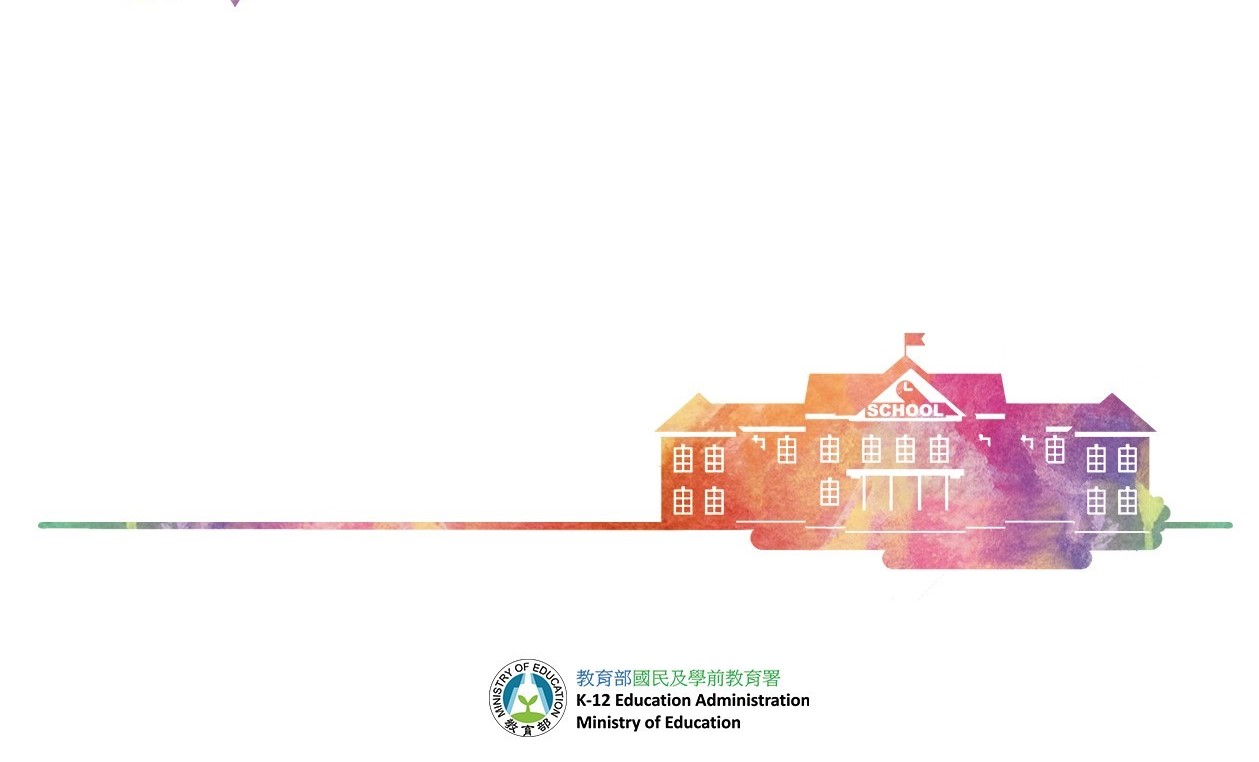 SCHOOL
MINISTRY OF EDUCATION
教育部
教育部國民及學前教育署
K-12 Education Administration
Ministry of Education